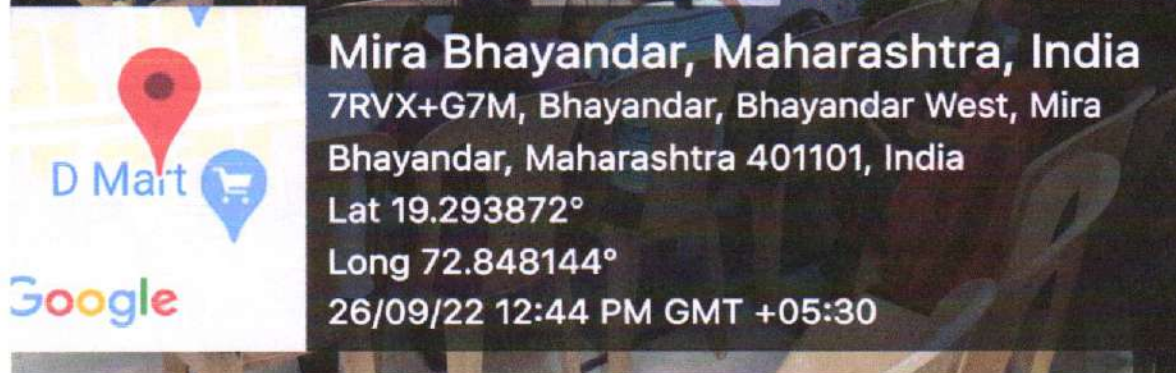 Mira Bhayandar, Maharashtra, India
7RVX+G7M, Bhayandar, Bhayandar West, Mira
Bhayandar, Maharashtra 401101, India
Lat 19.293872°
Long 72.848144°
26/09/22 12:44 PM GMT +05:30
D Mart
Google